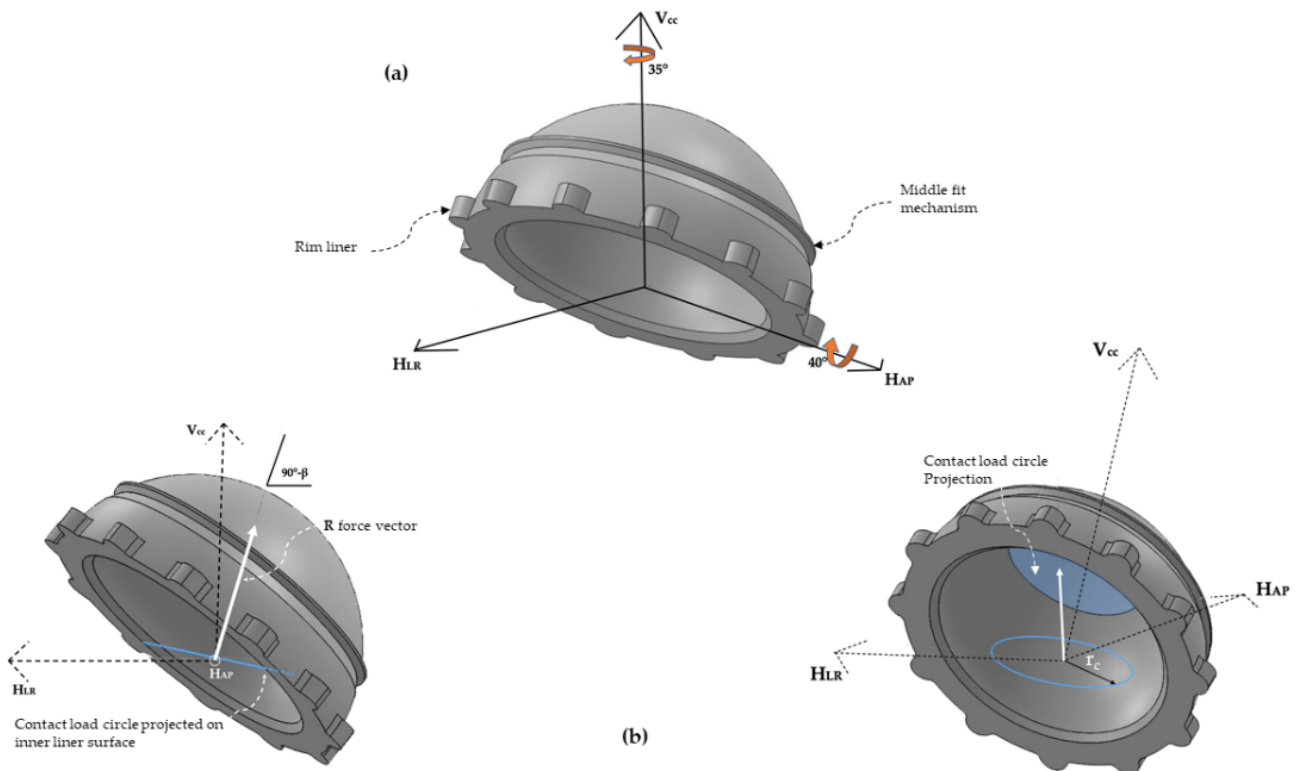 (a)
Vcc
35°
Middle fit
mechanism
Rim liner
HLR
40°
HAP
Vcc
90°-β
R force vector
HLR
HAP
Contact load circle projected on
inner liner surface
(b)
Vcc
Contact load circle
Projection
HAP
HLR
rc